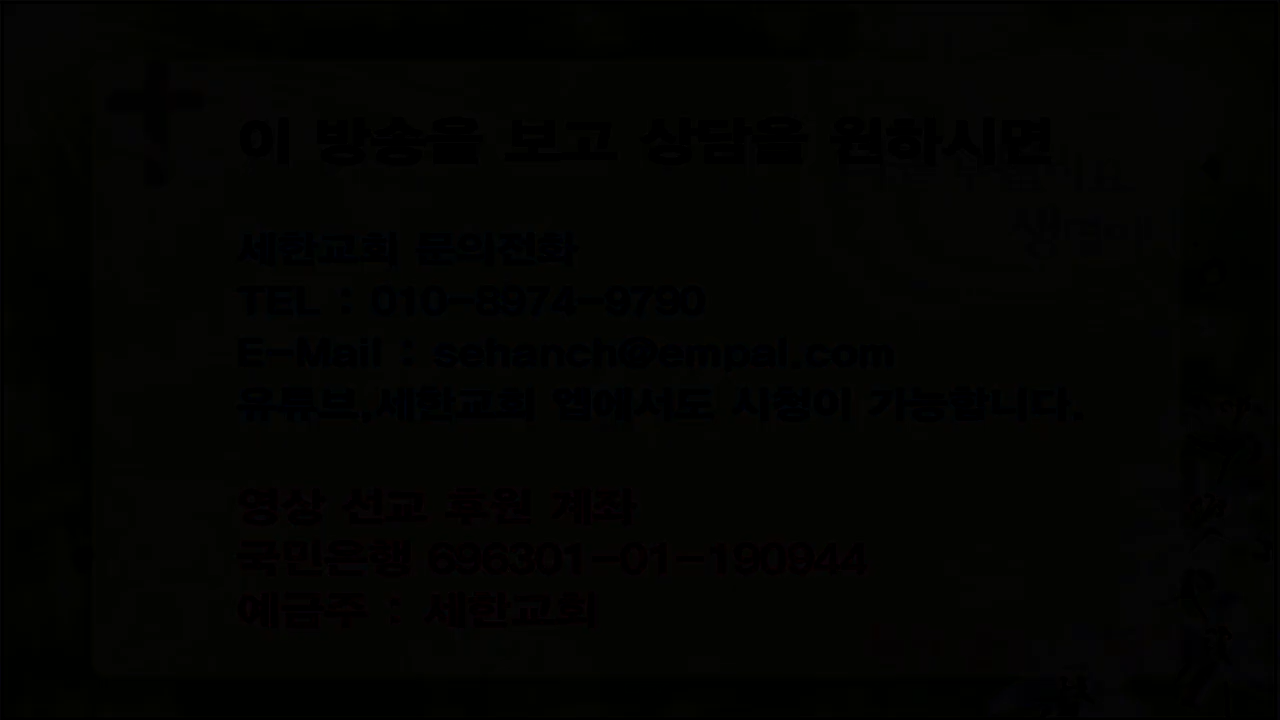 이 방송을 보고 상담을 원하시면
세한교회 문의전화
TEL : 010-8974-9790
E-Mail : sehanch@empal.com
유튜브,세한교회 앱에서도 시청이 가능합니다.
영상 선교 후원 계좌
국민은행 696301-01-190944
예금주 : 세한교회